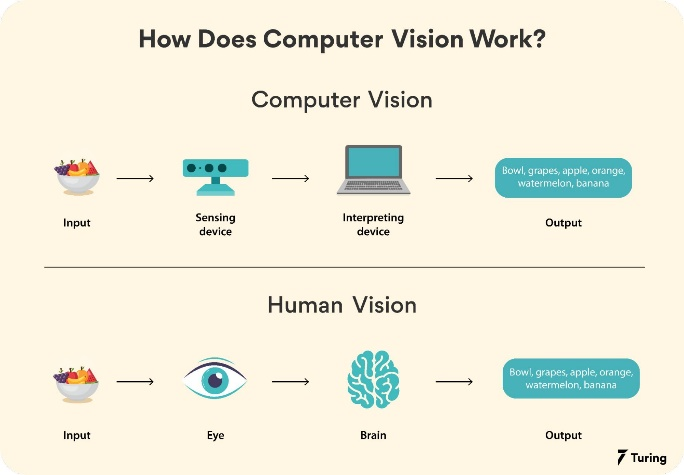 How Does Computer Vision Work?
Computer Vision
Bowl, grapes, apple, orange,
watermelon, banana
Input
Sensing
device
Interpreting
device
Output
Human Vision
Bowl, grapes, apple, orange,
watermelon, banana
Input
Eye
Brain
Output
Turing